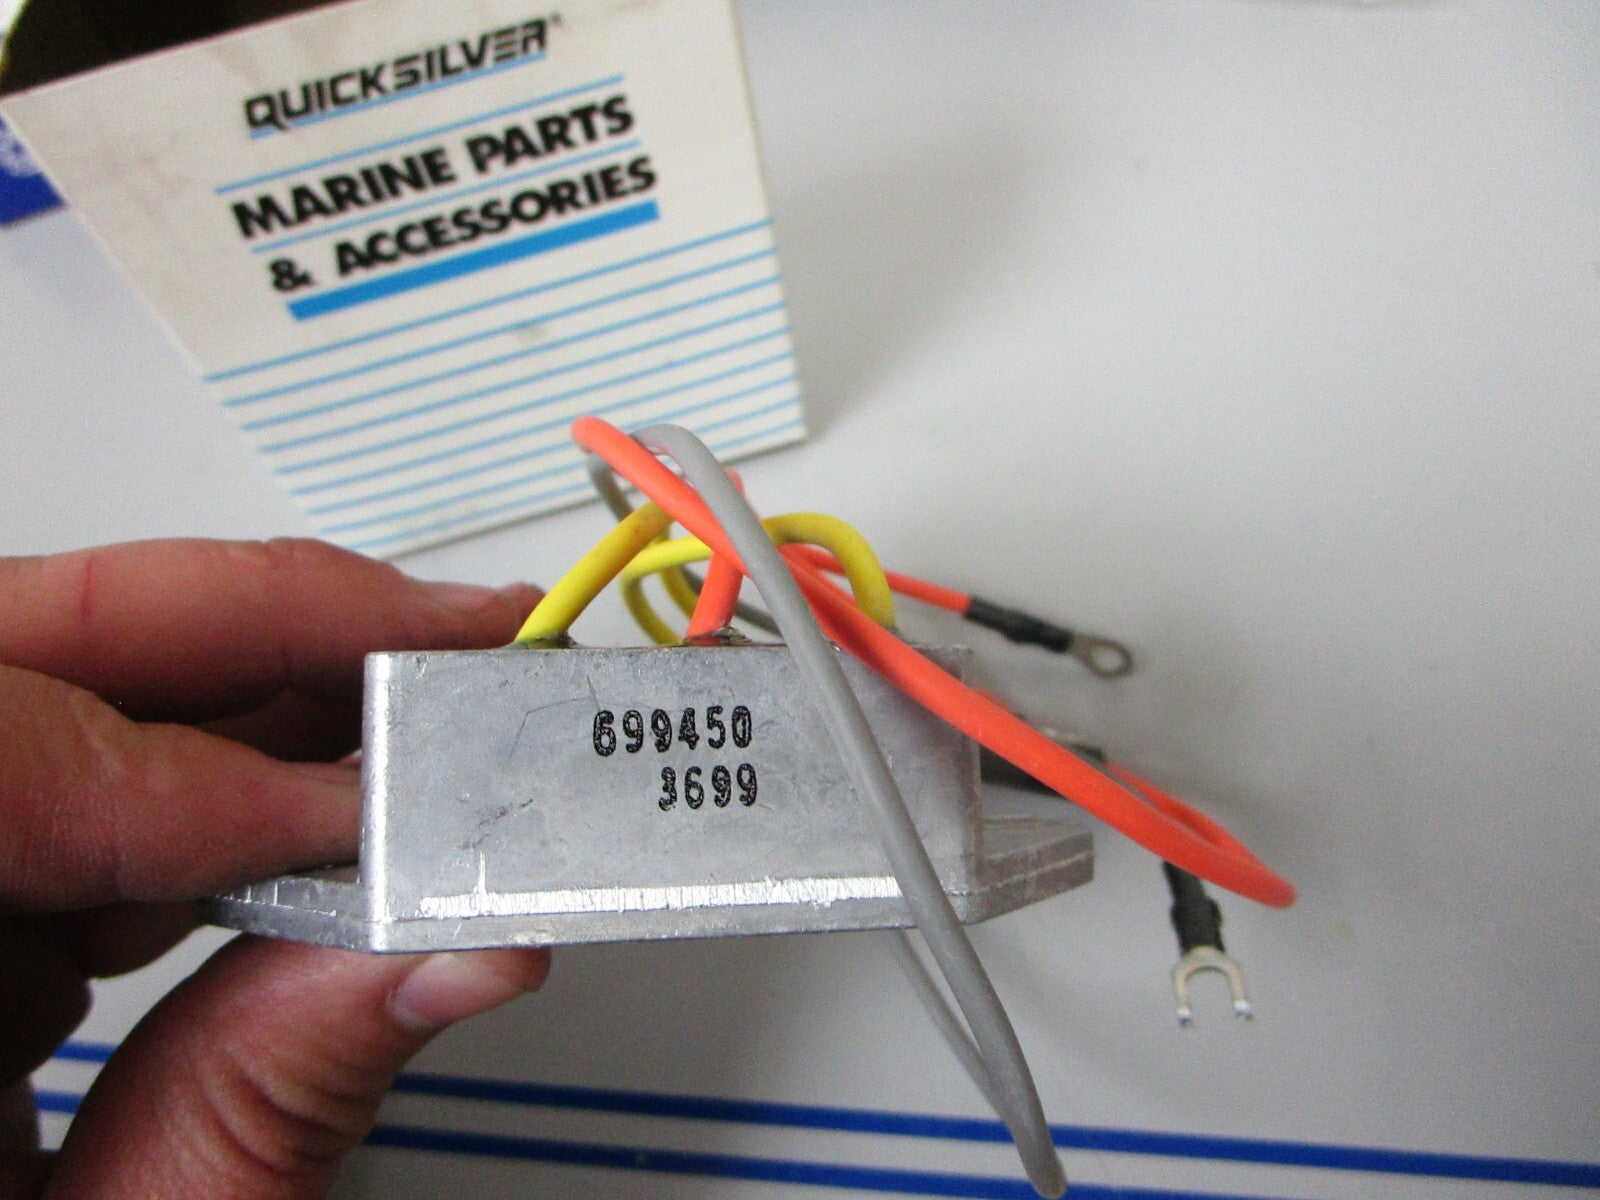 QUICKSILVER
MARINE PARTS
& ACCESSORIES
699450
3699